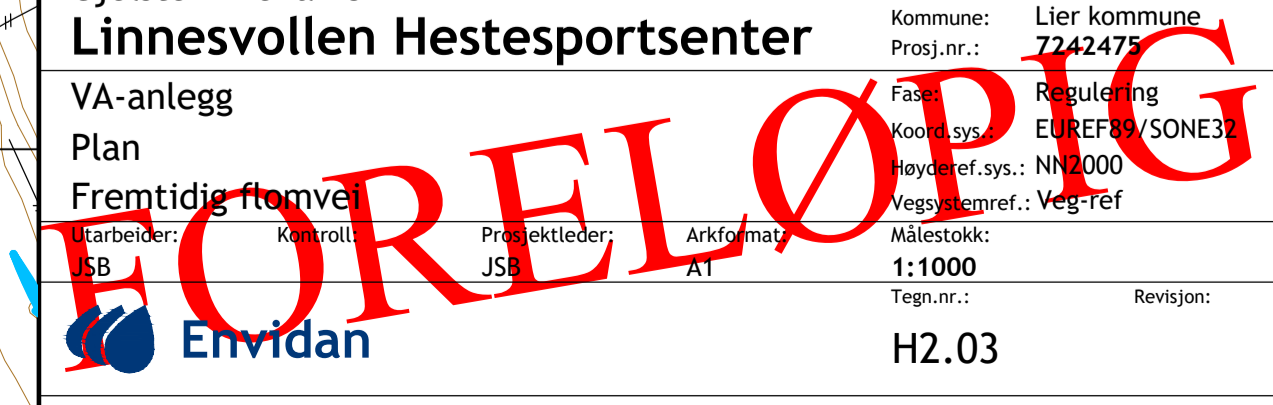 Linnesvollen Hestesportsenter
Kommune: Lier kommune
Prosj.nr.: 7242475
VA-anlegg
Plan
Fremtidig flomvei
Fase: Regulering
Koord.sys.: EUREF89/SONE32
Høyderef.sys.: NN2000
Vegsystemref.: Veg-ref
FORELØPIG
Utarbeider: Kontroll: Prosjektleder: Arkformat: Målestokk:
JSB JSB A1 1:1000
Tegn.nr.: Revisjon:
Envidan
H2.03